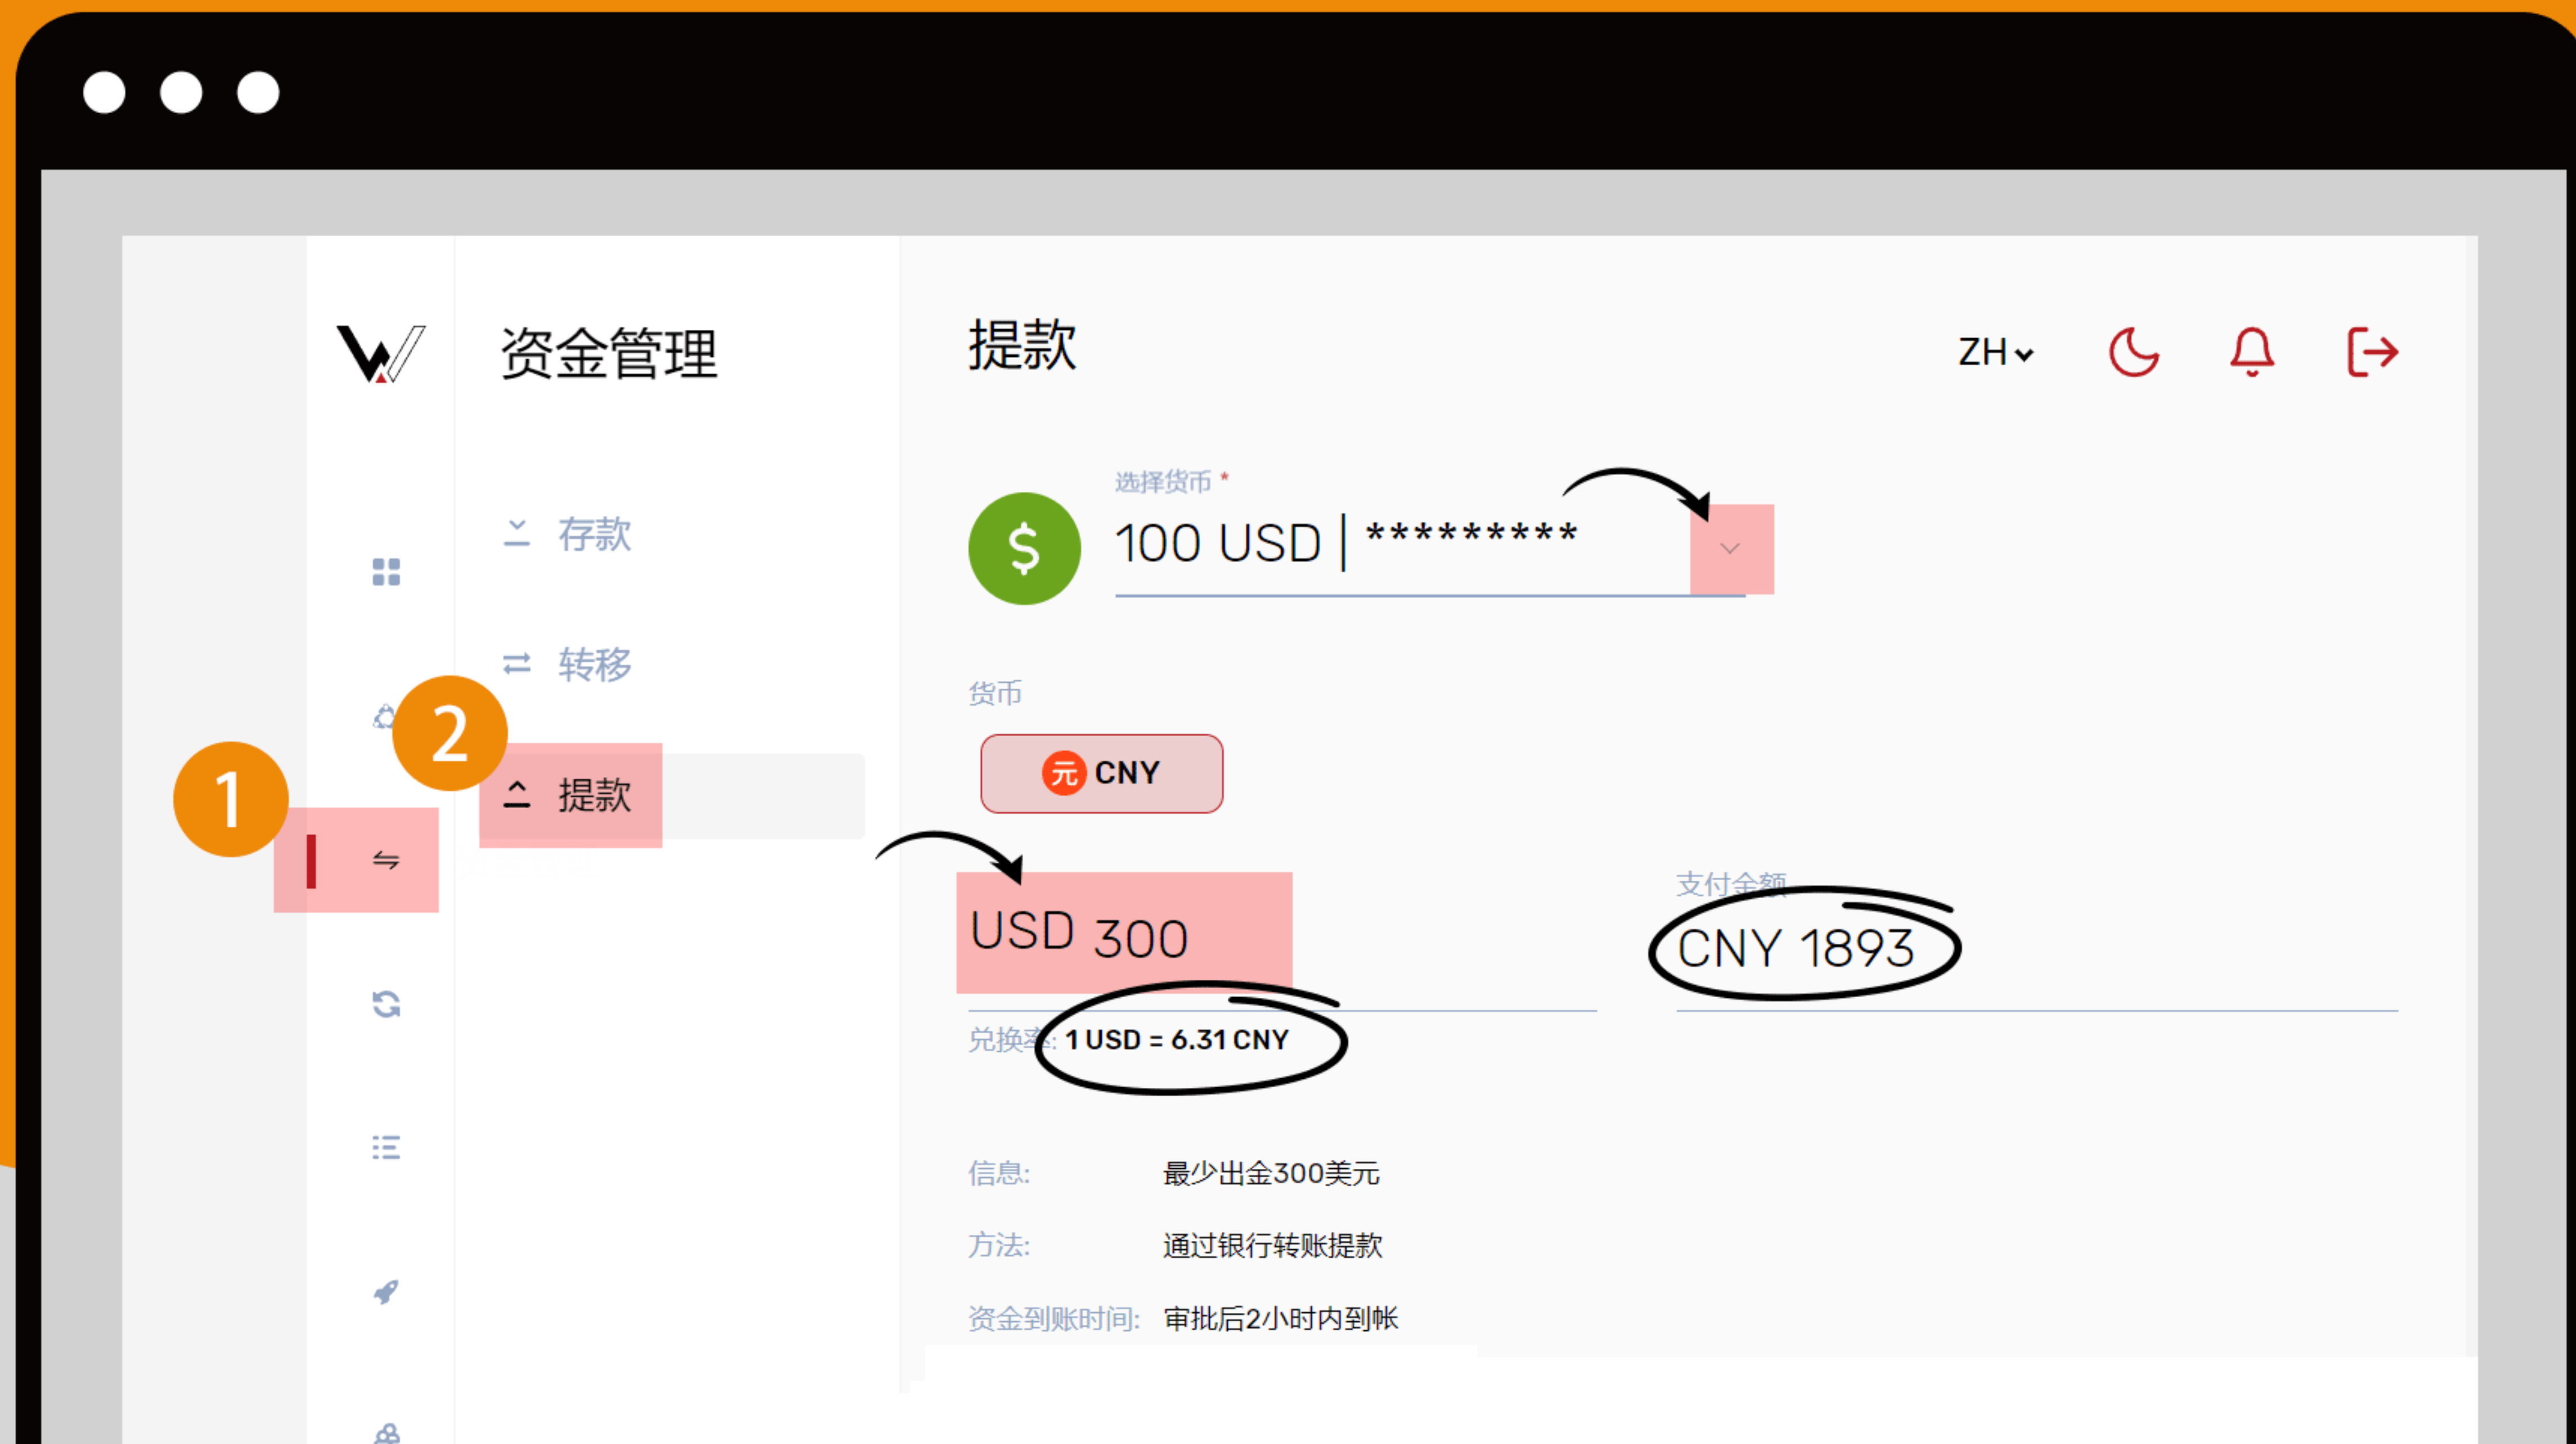 资金管理
存款
转移
提款
1
2
提款
ZH
选择货币 *
$
100 USD | *********
货币
元 CNY
USD 300
支付金额
CNY 1893
兑换率: 1 USD = 6.31 CNY
信息: 最少出金300美元
方法: 通过银行转账提款
资金到账时间: 审批后2小时内到帐